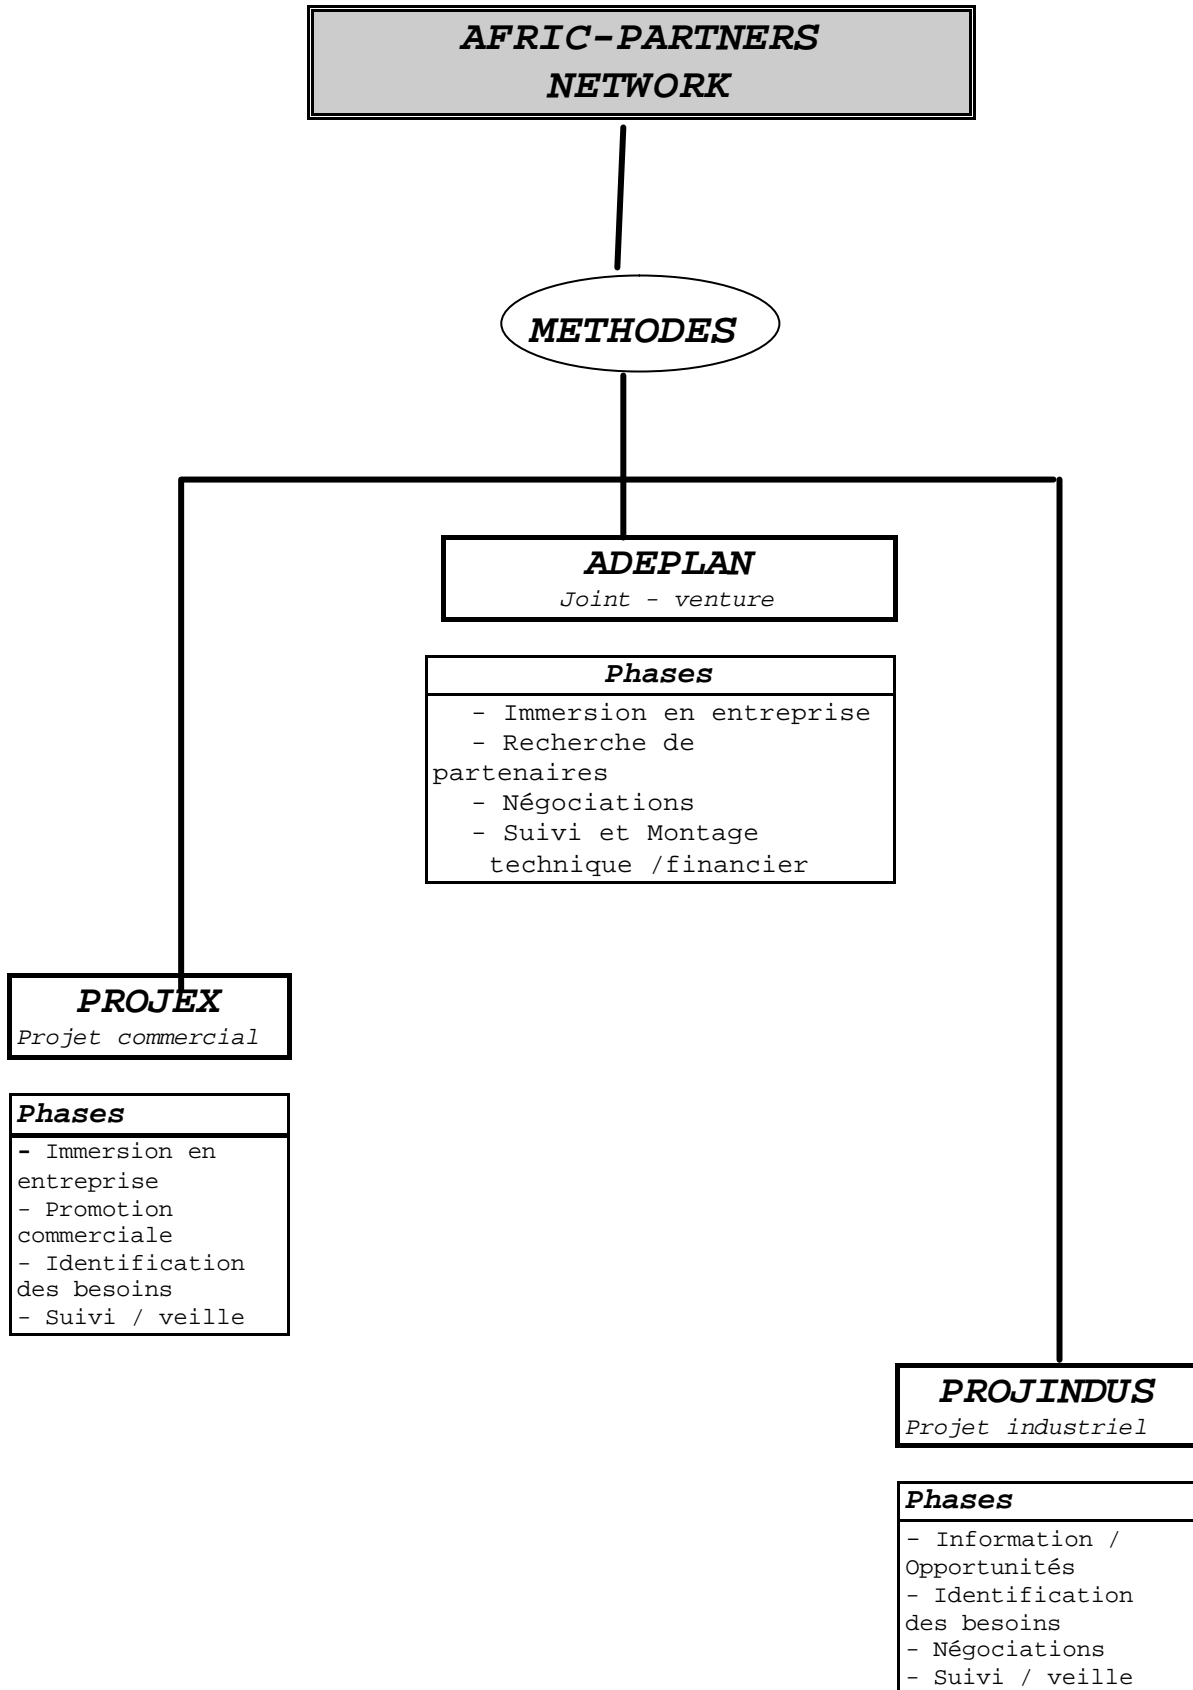 AFRIC-PARTNERS
NETWORK
METHODES
ADEPLAN
Joint - venture
Phases
- Immersion en entreprise
- Recherche de
partenaires
- Négociations
- Suivi et Montage
technique /financier
PROJEX
Projet commercial
Phases
- Immersion en
entreprise
- Promotion
commerciale
- Identification
des besoins
- Suivi / veille
PROJINDUS
Projet industriel
Phases
- Information /
Opportunités
- Identification
des besoins
- Négociations
- Suivi / veille